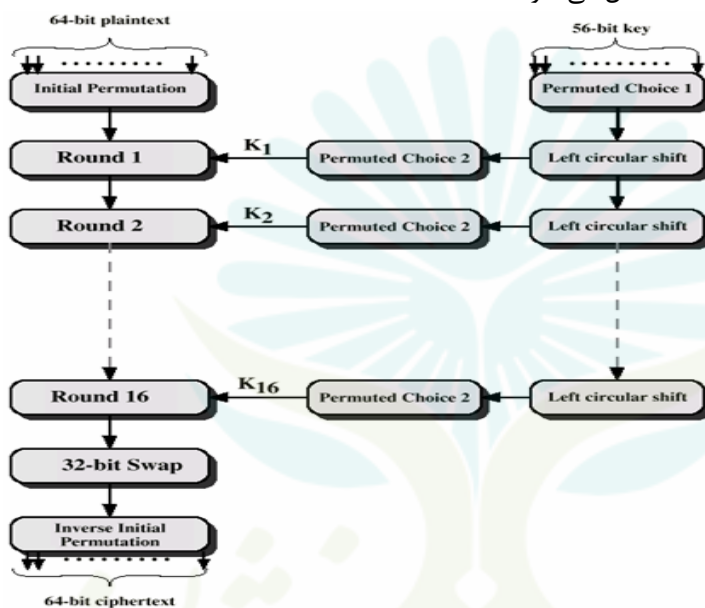 64-bit plaintext
56-bit key
Initial Permutation
Permuted Choice 1
Round 1
K1
Permuted Choice 2
Left circular shift
Round 2
K2
Permuted Choice 2
Left circular shift
Round 16
K16
Permuted Choice 2
Left circular shift
32-bit Swap
Inverse Initial
Permutation
64-bit ciphertext